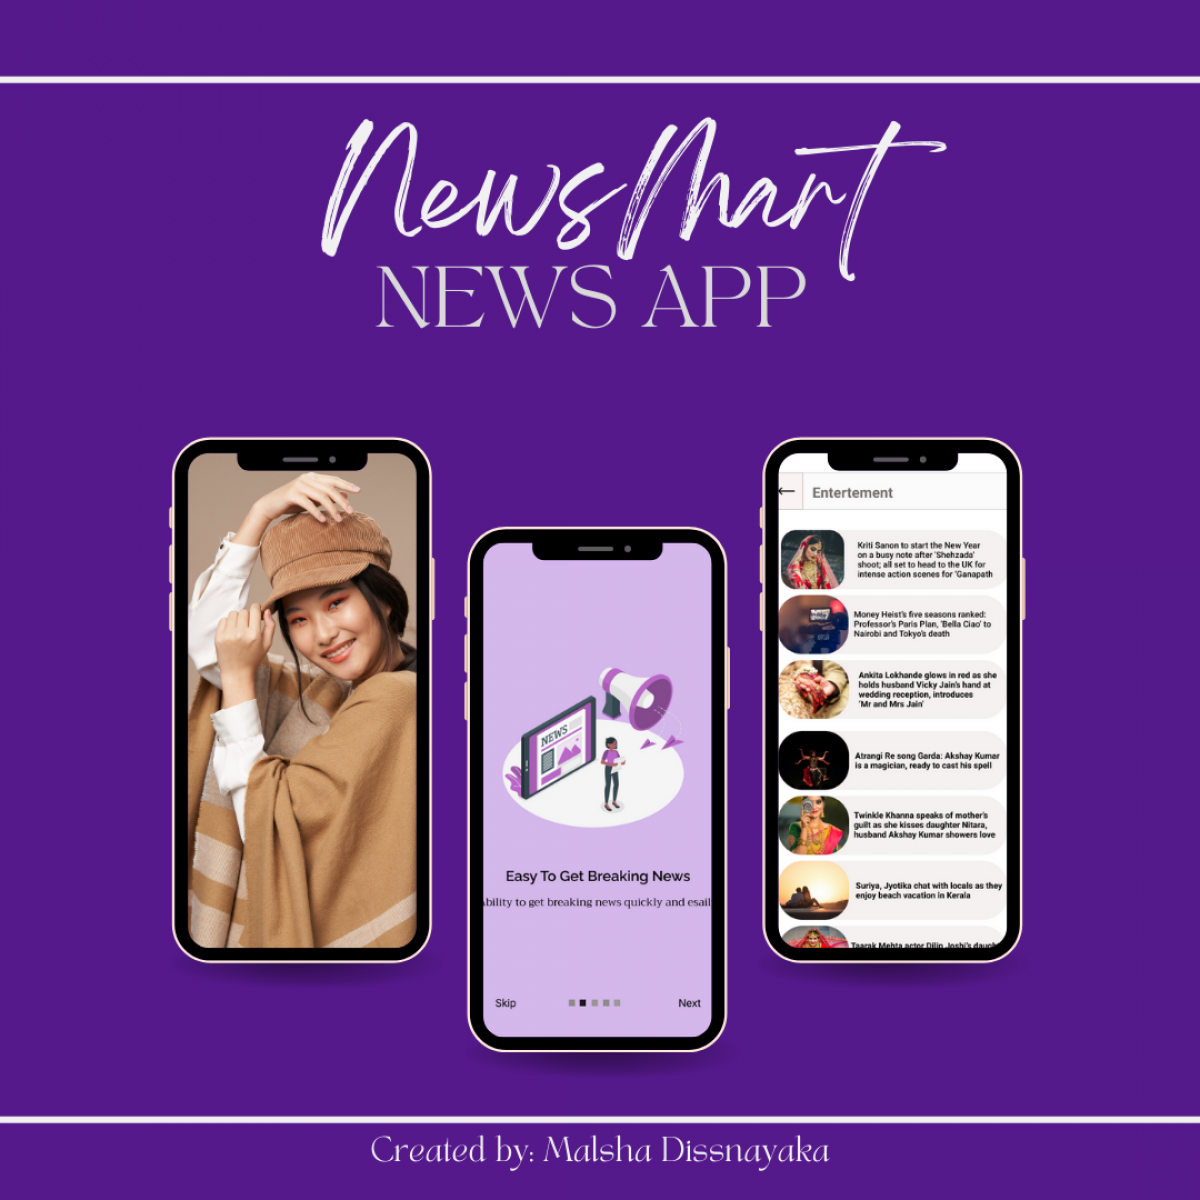 NewsMart
NEWS APP
NEWS
Easy To Get Breaking News
bility to get breaking news quickly and esail
Skip
Next
Entertement
Kriti Sanon to start the New Year
on a busy note after 'Shehzada'
shoot; all set to head to the UK for
intense action scenes for 'Ganapath
Money Heist's five seasons ranked:
Professor's Paris Plan, 'Bella Ciao' to
Nairobi and Tokyo's death
Ankita Lokhande glows in red as she
holds husband Vicky Jain's hand at
wedding reception, introduces
'Mr and Mrs Jain'
Atrangi Re song Garda: Akshay Kumar
is a magician, ready to cast his spell
Twinkle Khanna speaks of mother's
guilt as she kisses daughter Nitara,
husband Akshay Kumar showers love
Suriya, Jyotika chat with locals as they
enjoy beach vacation in Kerala
Taarak Mehta actor Dilip Joshi's
Created by: Malsha Dissnayaka